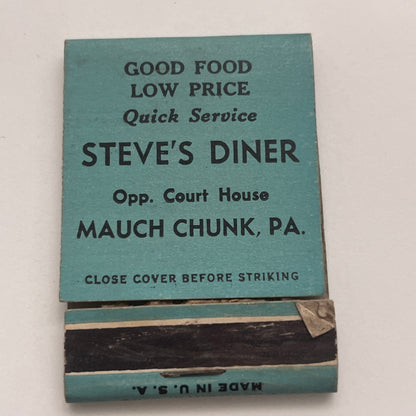 GOOD FOOD
LOW PRICE
Quick Service
STEVE'S DINER
Opp. Court House
MAUCH CHUNK, PA.
CLOSE COVER BEFORE STRIKING
MADE IN U. S. A.